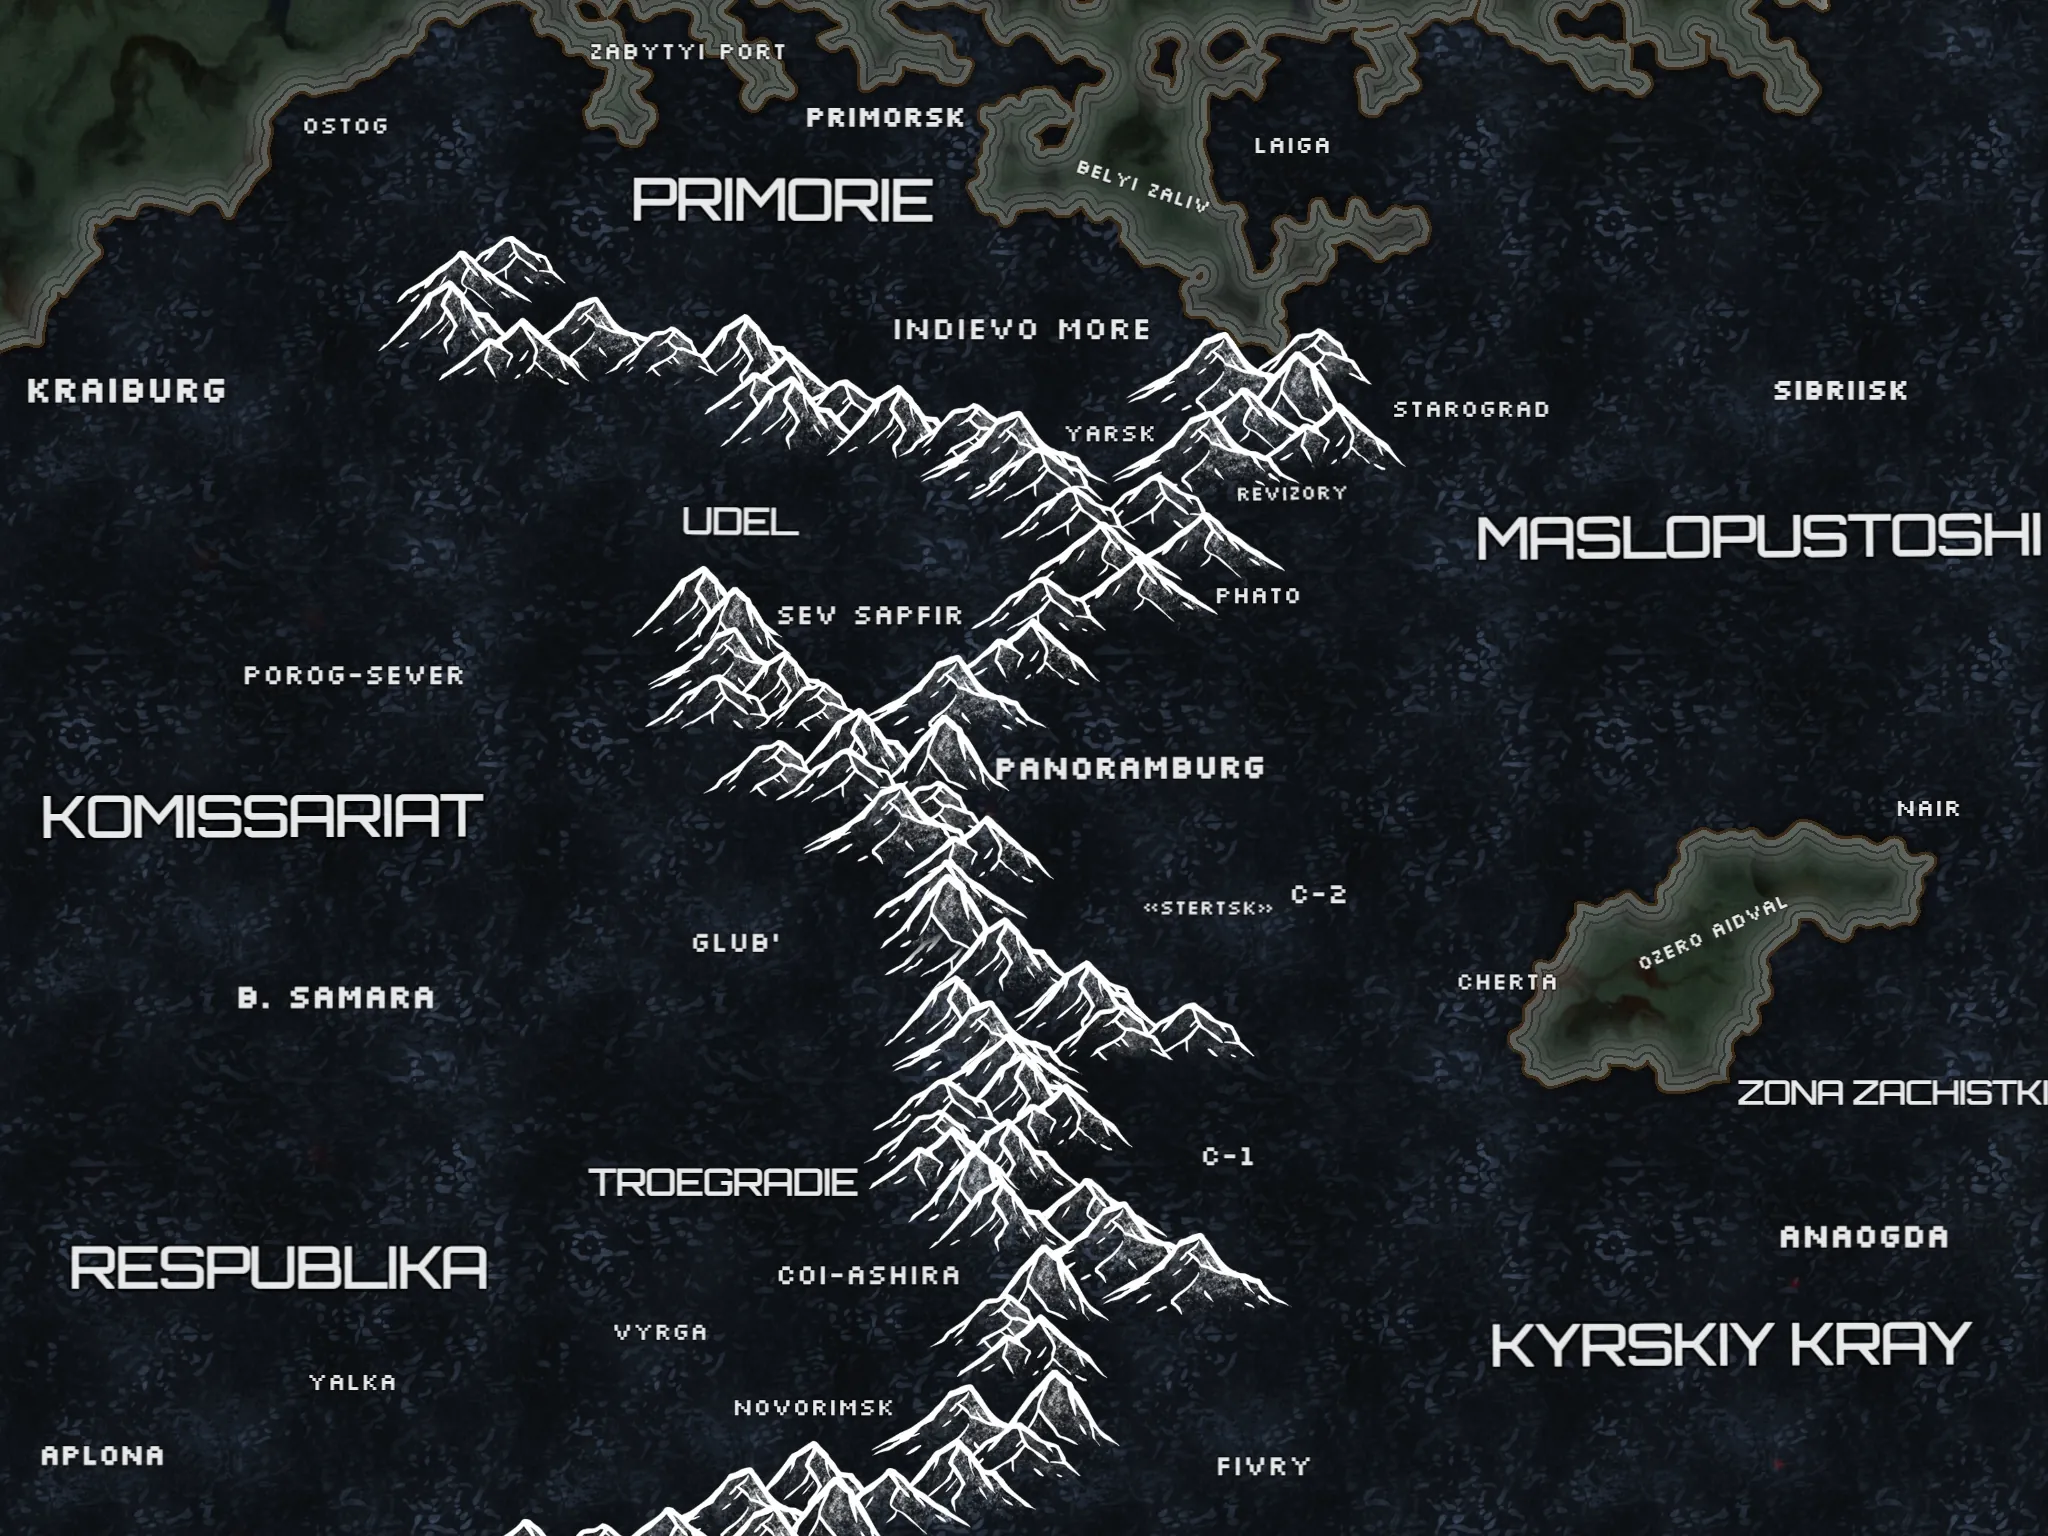 ZABYTYI PORT
PRIMORSK
OSTOG
LAIGA
BELYI ZALIV
PRIMORIE
INDIEVO MORE
KRAIBURG
SIBRIISK
STAROGRAD
YARSK
REVIZORY
UDEL
MASLOPUSTOSHI
PHATO
SEV SAPFIR
POROG-SEVER
PANORAMBURG
KOMISSARIAT
NAIR
C-2
«STERTSK»
OZERO AIDVAL
GLUB'
CHERTA
B. SAMARA
ZONA ZACHISTKI
C-1
TROEGRADIE
ANAOGDA
RESPUBLIKA
COI-ASHIRA
VYRGA
KYRSKIY KRAY
YALKA
NOVORIMSK
APLONA
FIVRY